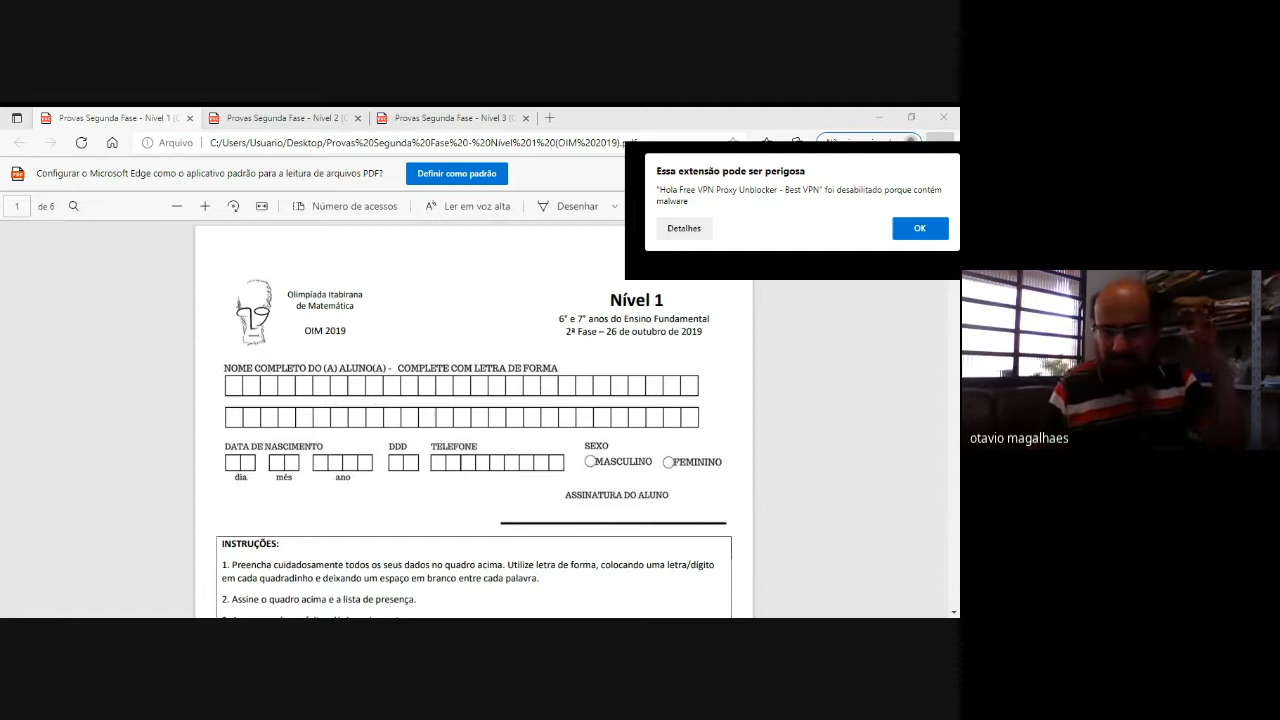 Provas Segunda Fase - Nível 1 (
Provas Segunda Fase - Nível 2 (
Provas Segunda Fase - Nível 3 (
Arquivo
C:/Users/Usuario/Desktop/Provas%20Segunda%20Fase%20-%20Nível%201%20(OIM%202019).pdf
Configurar o Microsoft Edge como o aplicativo padrão para a leitura de arquivos PDF?
Definir como padrão
1 de 6
Número de acessos
Ler em voz alta
Desenhar
Essa extensão pode ser perigosa
"Hola Free VPN Proxy Unblocker - Best VPN" foi desabilitado porque contém
malware
Detalhes
OK
Olimpíada Itabirana
de Matemática
OIM 2019
Nível 1
6° e 7° anos do Ensino Fundamental
2ª Fase – 26 de outubro de 2019
NOME COMPLETO DO (A) ALUNO(A) - COMPLETE COM LETRA DE FORMA
DATA DE NASCIMENTO
DDD
TELEFONE
SEXO
MASCULINO
FEMININO
dia
mês
ano
ASSINATURA DO ALUNO
INSTRUÇÕES:
1. Preencha cuidadosamente todos os seus dados no quadro acima. Utilize letra de forma, colocando uma letra/dígito
em cada quadradinho e deixando um espaço em branco entre cada palavra.
2. Assine o quadro acima e a lista de presença.
otavio magalhaes